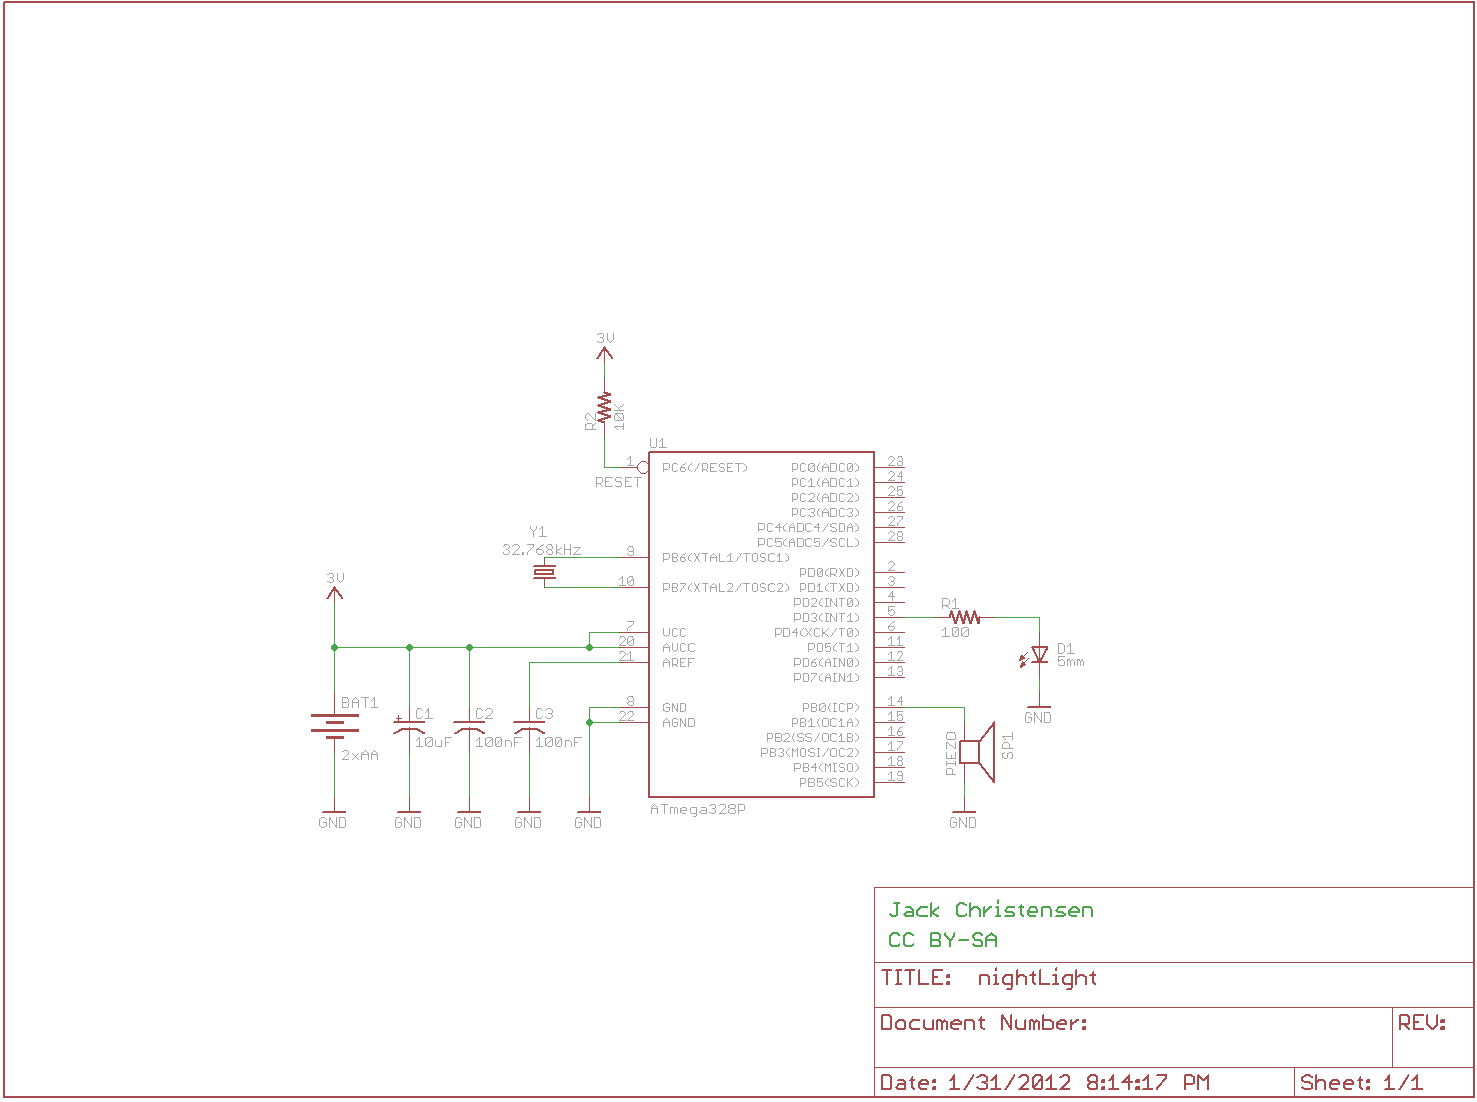 3V
R2
10K
U1
1
RESET
PC6(/RESET)
Y1
32.768kHz
9
PB6(XTAL1/TOSC1)
10
PB7(XTAL2/TOSC2)
3V
7
VCC
20
AVCC
21
AREF
8
GND
22
AGND
BAT1
2xAA
+
C1
10uF
C2
100nF
C3
100nF
GND
GND
GND
GND
GND
ATmega328P
PC0(ADC0)
23
PC1(ADC1)
24
PC2(ADC2)
25
PC3(ADC3)
26
PC4(ADC4/SDA)
27
PC5(ADC5/SCL)
28
PD0(RXD)
2
PD1(TXD)
3
PD2(INT0)
4
PD3(INT1)
5
PD4(XCK/T0)
6
PD5(T1)
11
PD6(AIN0)
12
PD7(AIN1)
13
PB0(ICP)
14
PB1(OC1A)
15
PB2(SS/OC1B)
16
PB3(MOSI/OC2)
17
PB4(MISO)
18
PB5(SCK)
19
R1
100
D1
5mm
GND
PIEZO
SP1
GND
Jack Christensen
CC BY-SA
TITLE: nightLight
Document Number:
REV:
Date: 1/31/2012 8:14:17 PM
Sheet: 1/1